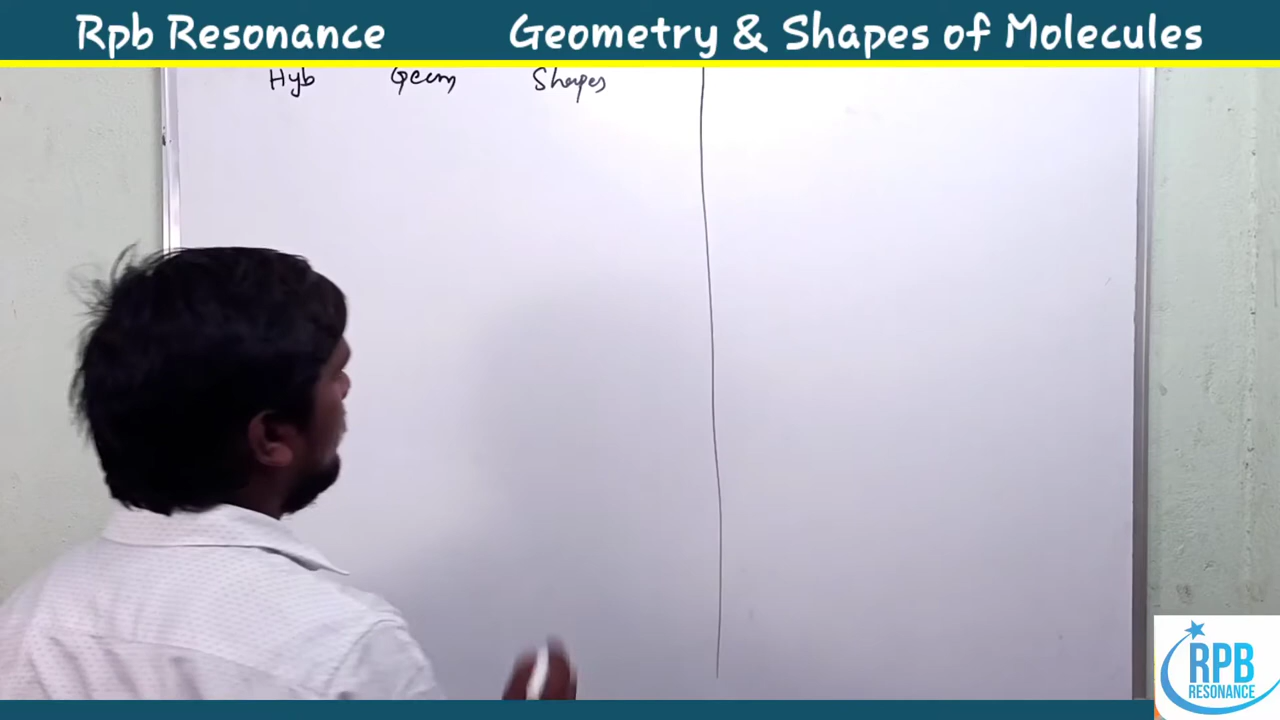 Rpb Resonance Geometry & Shapes of Molecules
Hyb Geom Shapes
RPB
RESONANCE